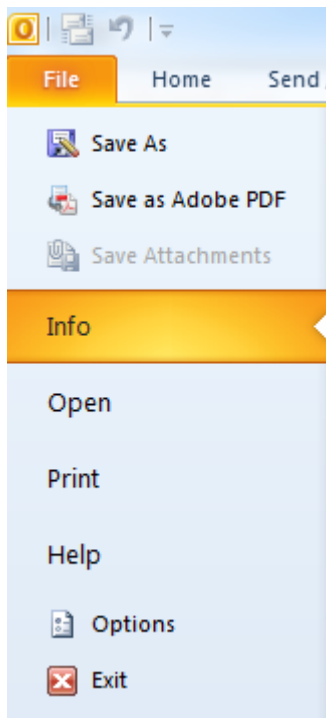 File Home Send
Save As
Save as Adobe PDF
Save Attachments
Info
Open
Print
Help
Options
Exit